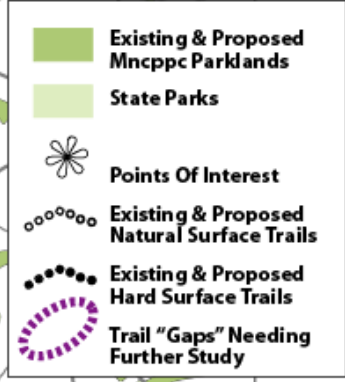 Existing & Proposed
Mncppc Parklands
State Parks
Points Of Interest
Existing & Proposed
Natural Surface Trails
Existing & Proposed
Hard Surface Trails
Trail “Gaps” Needing
Further Study